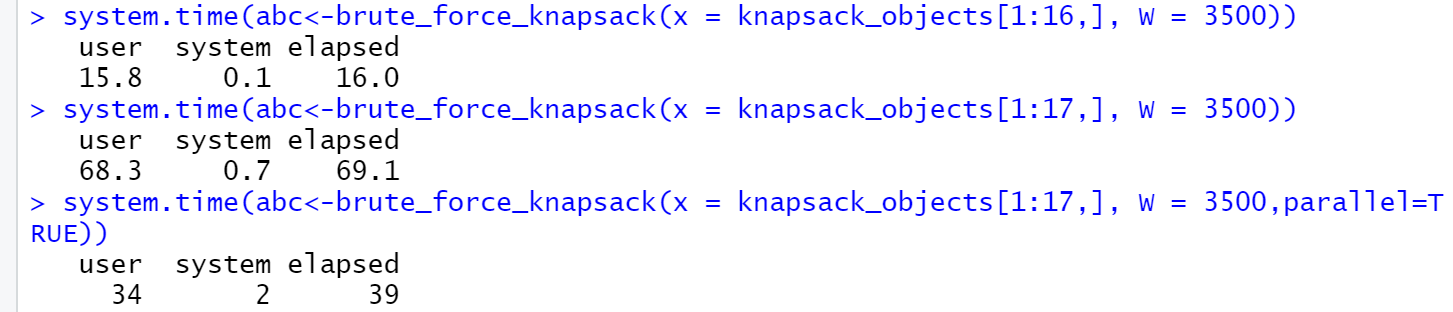 > system.time(abc<-brute_force_knapsack(x = knapsack_objects[1:16,], W = 3500))
user system elapsed
15.8 0.1 16.0
> system.time(abc<-brute_force_knapsack(x = knapsack_objects[1:17,], W = 3500))
user system elapsed
68.3 0.7 69.1
> system.time(abc<-brute_force_knapsack(x = knapsack_objects[1:17,], W = 3500,parallel=T
RUE))
user system elapsed
34 2 39